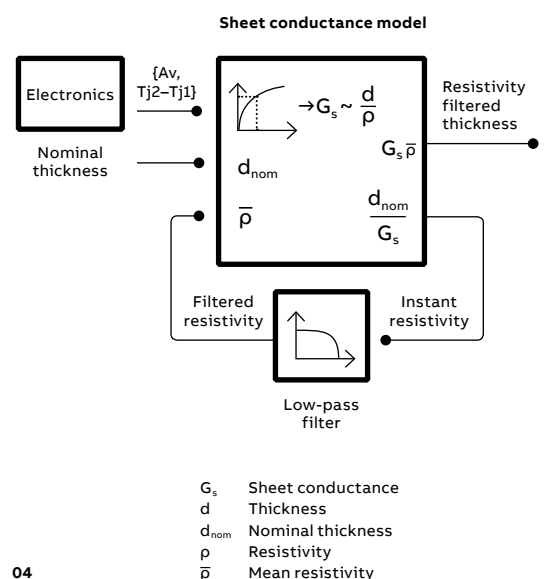 Sheet conductance model
Electronics
{Av,
Tj2–Tj1}
→Gₛ ~ d
ρ
Resistivity
filtered
thickness
Gₛ ρ̅
Nominal
thickness
dₙₒₘ
dₙₒₘ
Gₛ
ρ̅
Filtered
resistivity
Instant
resistivity
Low-pass
filter
Gₛ Sheet conductance
d Thickness
dₙₒₘ Nominal thickness
ρ Resistivity
04
ρ̅ Mean resistivity